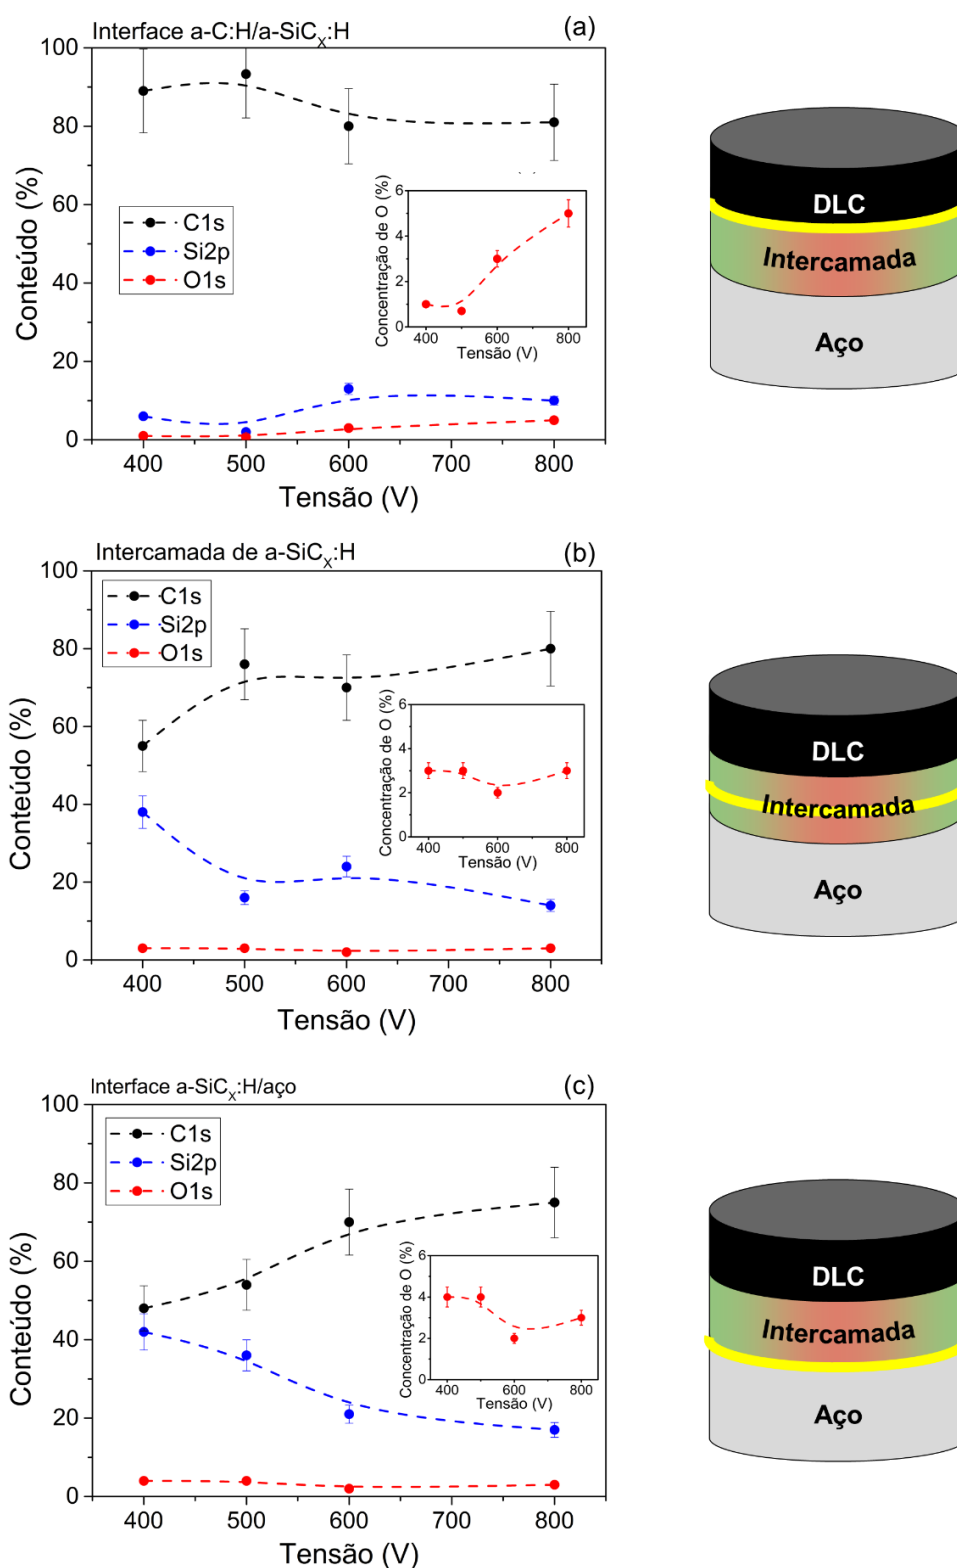 Interface a-C:H/a-SiCX:H
(a)
100
80
60
40
20
0
Conteúdo (%)
C1s
Si2p
O1s
6
4
2
0
Concentração de O (%)
400
600
800
Tensão (V)
400
500
600
700
800
Tensão (V)
DLC
Intercamada
Aço
Intercamada de a-SiCX:H
(b)
100
80
60
40
20
0
Conteúdo (%)
C1s
Si2p
O1s
6
4
2
0
Concentração de O (%)
400
600
800
Tensão (V)
400
500
600
700
800
Tensão (V)
DLC
Intercamada
Aço
Interface a-SiCX:H/aço
(c)
100
80
60
40
20
0
Conteúdo (%)
C1s
Si2p
O1s
6
4
2
0
Concentração de O (%)
400
600
800
Tensão (V)
400
500
600
700
800
Tensão (V)
DLC
Intercamada
Aço